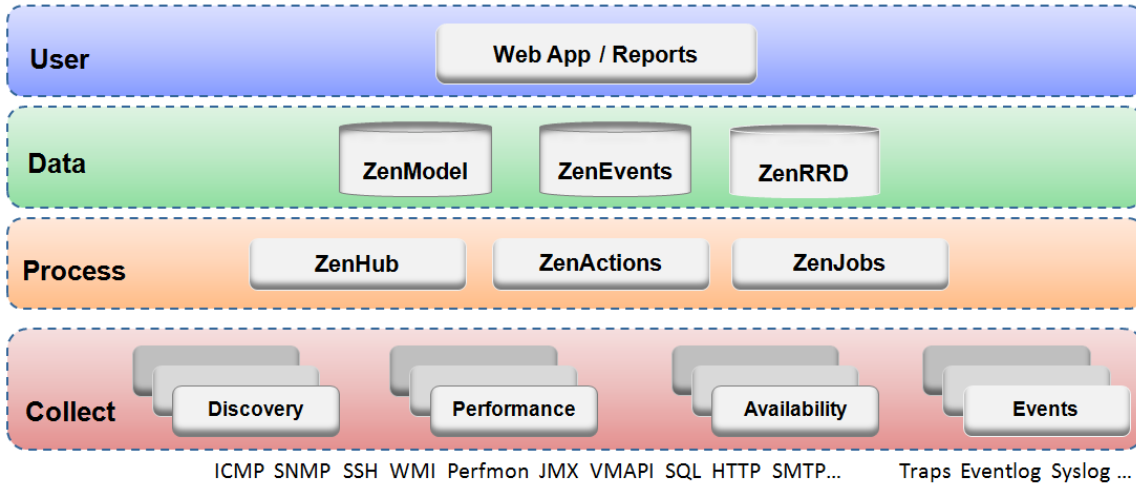 User
Web App / Reports
Data
ZenModel
ZenEvents
ZenRRD
Process
ZenHub
ZenActions
ZenJobs
Collect
Discovery
Performance
Availability
Events
ICMP SNMP SSH WMI Perfmon JMX VMAPI SQL HTTP SMTP...
Traps Eventlog Syslog ...